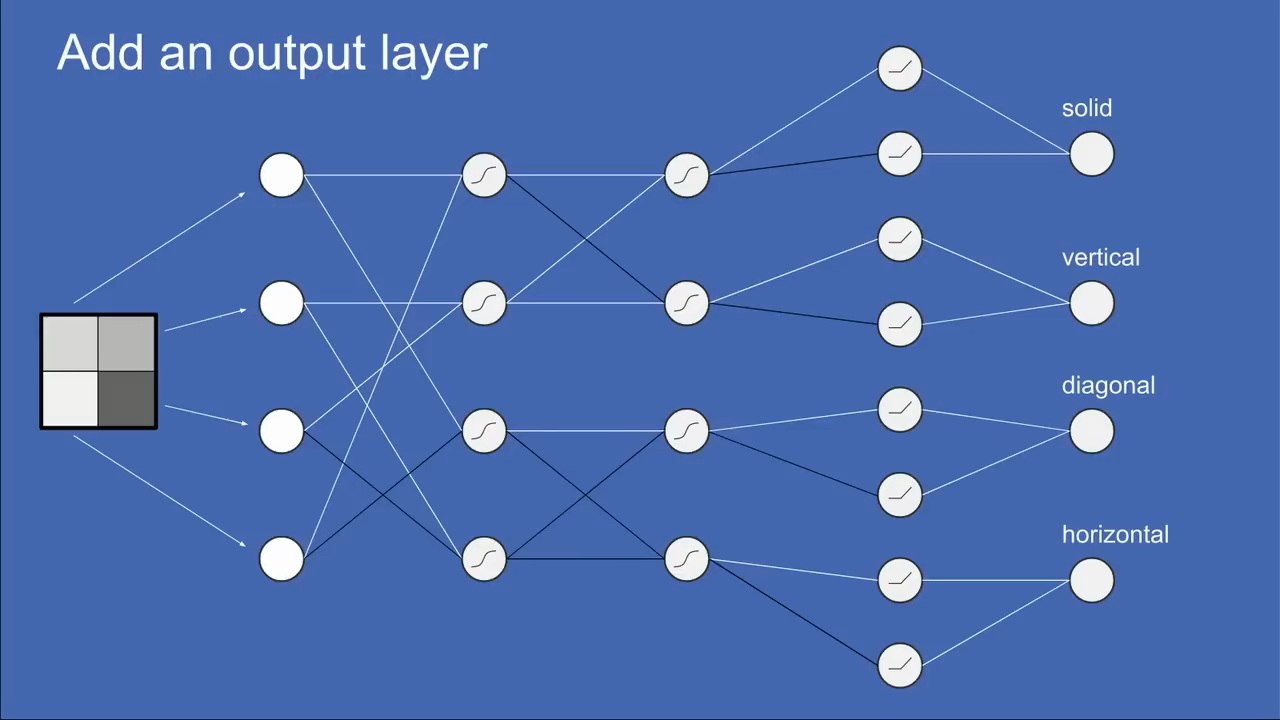 Add an output layer
solid
vertical
diagonal
horizontal